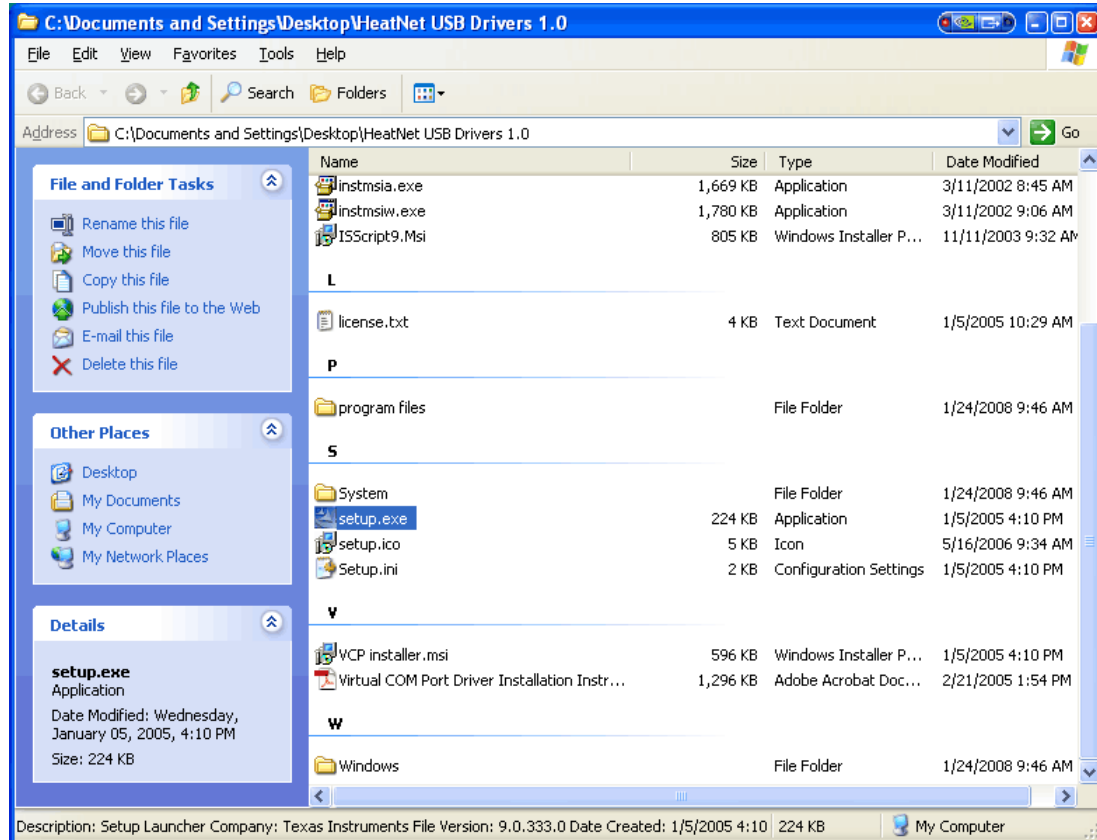 C:\Documents and Settings\Desktop\HeatNet USB Drivers 1.0
File Edit View Favorites Tools Help
Back Search Folders
Address C:\Documents and Settings\Desktop\HeatNet USB Drivers 1.0 Go
File and Folder Tasks
Rename this file
Move this file
Copy this file
Publish this file to the Web
E-mail this file
Delete this file
Other Places
Desktop
My Documents
My Computer
My Network Places
Details
setup.exe
Application
Date Modified: Wednesday,
January 05, 2005, 4:10 PM
Size: 224 KB
Name Size Type Date Modified
instmsia.exe 1,669 KB Application 3/11/2002 8:45 AM
instmsiw.exe 1,780 KB Application 3/11/2002 9:06 AM
ISScript9.Msi 805 KB Windows Installer P... 11/11/2003 9:32 AM
L
license.txt 4 KB Text Document 1/5/2005 10:29 AM
P
program files File Folder 1/24/2008 9:46 AM
S
System File Folder 1/24/2008 9:46 AM
setup.exe 224 KB Application 1/5/2005 4:10 PM
setup.ico 5 KB Icon 5/16/2006 9:34 AM
Setup.ini 2 KB Configuration Settings 1/5/2005 4:10 PM
V
VCP installer.msi 596 KB Windows Installer P... 1/5/2005 4:10 PM
Virtual COM Port Driver Installation Instr... 1,296 KB Adobe Acrobat Doc... 2/21/2005 1:54 PM
W
Windows File Folder 1/24/2008 9:46 AM
Description: Setup Launcher Company: Texas Instruments File Version: 9.0.333.0 Date Created: 1/5/2005 4:10 224 KB My Computer